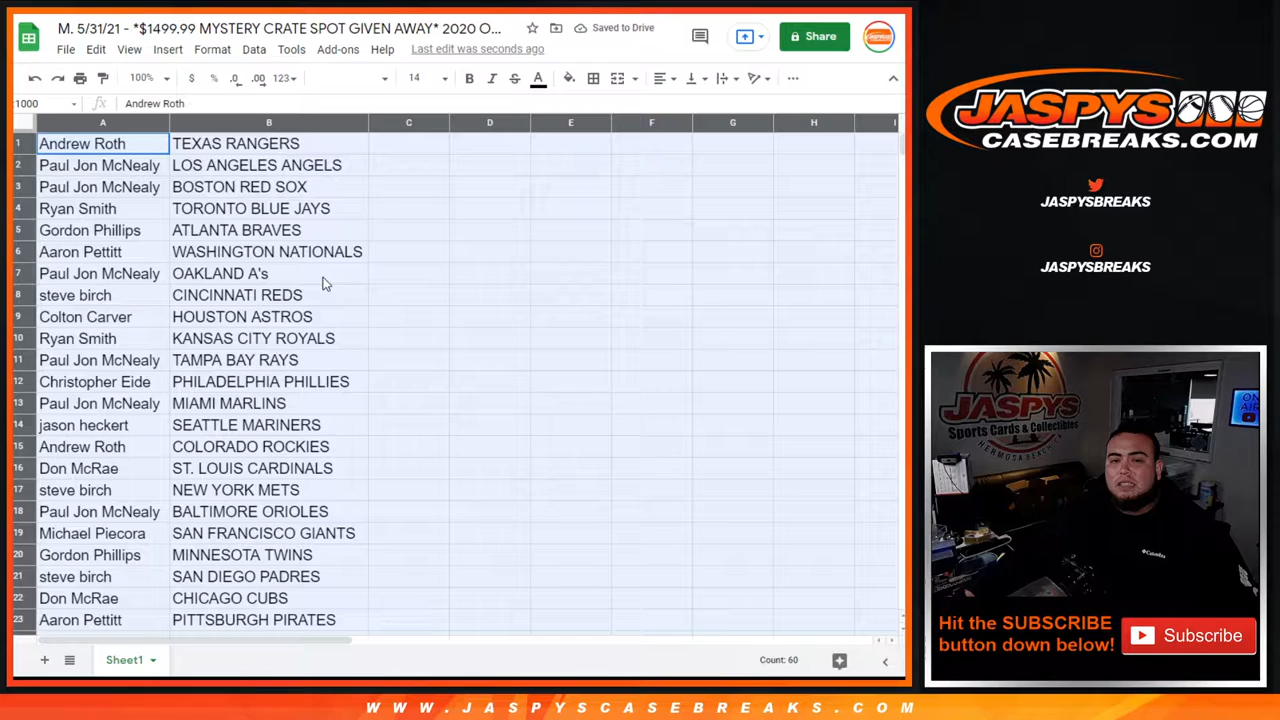 M. 5/31/21 - *$1499.99 MYSTERY CRATE SPOT GIVEN AWAY* 2020 O...
Saved to Drive
Share
File Edit View Insert Format Data Tools Add-ons Help Last edit was seconds ago
100% $ % .0 .00 123 14 B I S A
:1000 fx Andrew Roth
A B C D E F G H I
1 Andrew Roth TEXAS RANGERS
2 Paul Jon McNealy LOS ANGELES ANGELS
3 Paul Jon McNealy BOSTON RED SOX
4 Ryan Smith TORONTO BLUE JAYS
5 Gordon Phillips ATLANTA BRAVES
6 Aaron Pettitt WASHINGTON NATIONALS
7 Paul Jon McNealy OAKLAND A's
8 steve birch CINCINNATI REDS
9 Colton Carver HOUSTON ASTROS
10 Ryan Smith KANSAS CITY ROYALS
11 Paul Jon McNealy TAMPA BAY RAYS
12 Christopher Eide PHILADELPHIA PHILLIES
13 Paul Jon McNealy MIAMI MARLINS
14 jason heckert SEATTLE MARINERS
15 Andrew Roth COLORADO ROCKIES
16 Don McRae ST. LOUIS CARDINALS
17 steve birch NEW YORK METS
18 Paul Jon McNealy BALTIMORE ORIOLES
19 Michael Piecora SAN FRANCISCO GIANTS
20 Gordon Phillips MINNESOTA TWINS
21 steve birch SAN DIEGO PADRES
22 Don McRae CHICAGO CUBS
23 Aaron Pettitt PITTSBURGH PIRATES
Sheet1
Count: 60
JASPYS
CASEBREAKS.COM
JASPYSBREAKS
JASPYSBREAKS
JASPYS
Sports Cards & Collectibles
HERMOSA BEACH
ON
AIR
Columbia
Hit the SUBSCRIBE
button down below!
Subscribe
WWW.JASPYSCASEBREAKS.COM